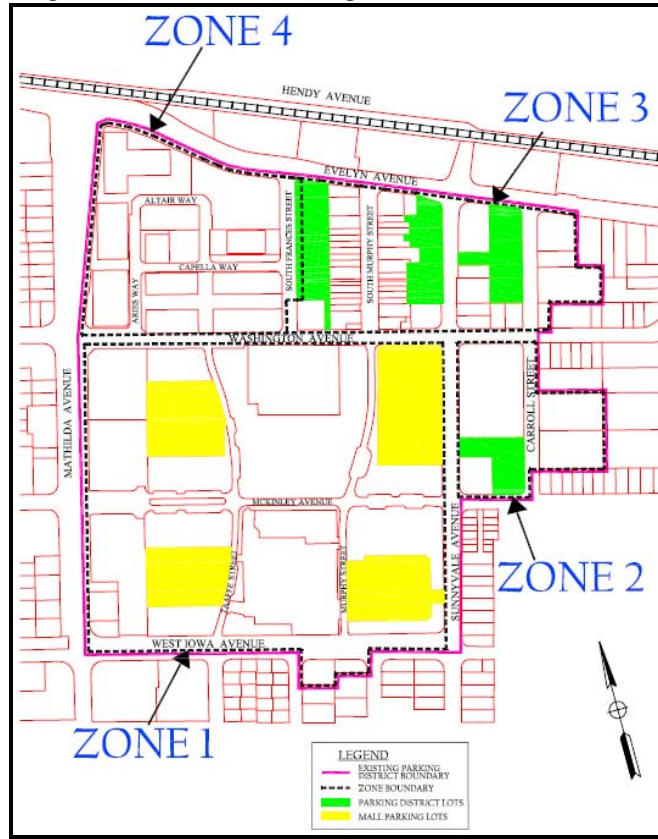 ZONE 4
HENDY AVENUE
ZONE 3
EVELYN AVENUE
ALTAIR WAY
SOUTH FRANCES STREET
SOUTH MURPHY STREET
CAPELLA WAY
ARIES WAY
WASHINGTON AVENUE
MATHILDA AVENUE
CARROLL STREET
MCKINLEY AVENUE
SUNNYVALE AVENUE
TAAFFE STREET
MURPHY STREET
ZONE 2
WEST IOWA AVENUE
ZONE 1
LEGEND
EXISTING PARKING
DISTRICT BOUNDARY
ZONE BOUNDARY
PARKING DISTRICT LOTS
MALL PARKING LOTS